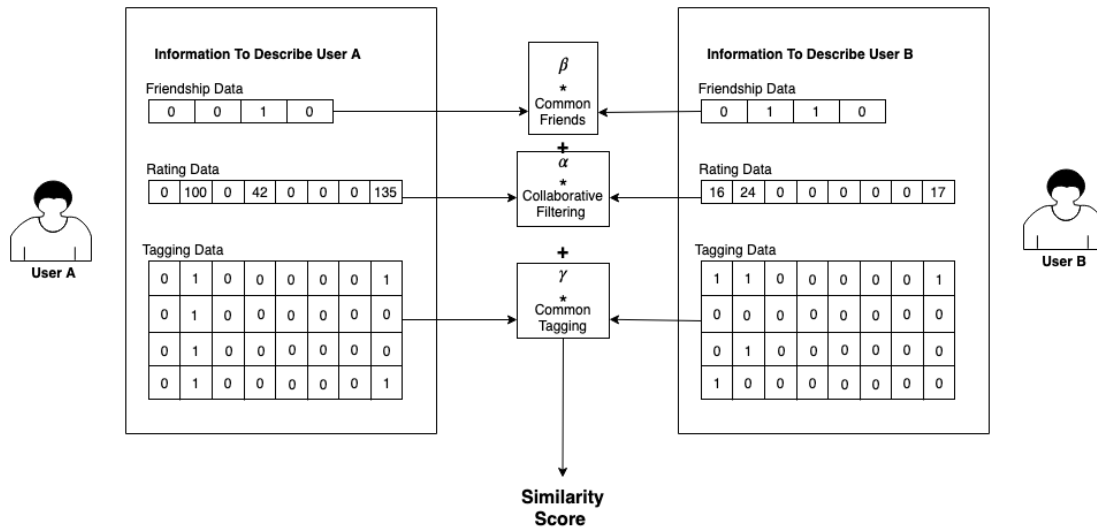 Information To Describe User A
Friendship Data
0 0 1 0
Rating Data
0 100 0 42 0 0 0 135
Tagging Data
0 1 0 0 0 0 0 1
0 1 0 0 0 0 0 0
0 1 0 0 0 0 0 0
0 1 0 0 0 0 0 1
User A
β
*
Common
Friends
+
α
*
Collaborative
Filtering
+
γ
*
Common
Tagging
Similarity
Score
Information To Describe User B
Friendship Data
0 1 1 0
Rating Data
16 24 0 0 0 0 0 17
Tagging Data
1 1 0 0 0 0 0 1
0 0 0 0 0 0 0 0
0 1 0 0 0 0 0 0
1 0 0 0 0 0 0 0
User B